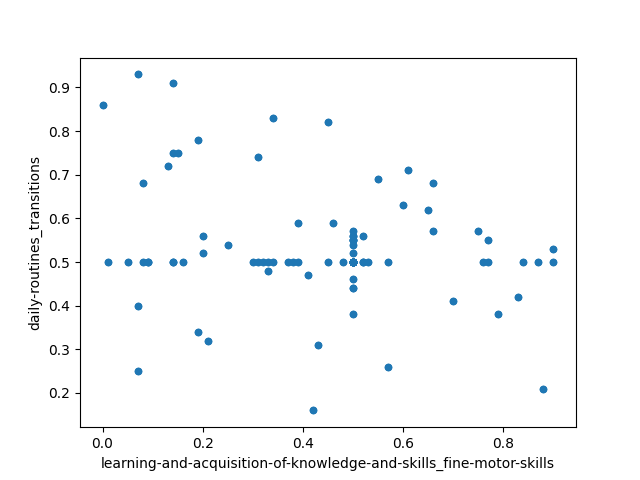 0.9
0.8
0.7
0.6
0.5
0.4
0.3
0.2
daily-routines_transitions
0.0 0.2 0.4 0.6 0.8
learning-and-acquisition-of-knowledge-and-skills_fine-motor-skills